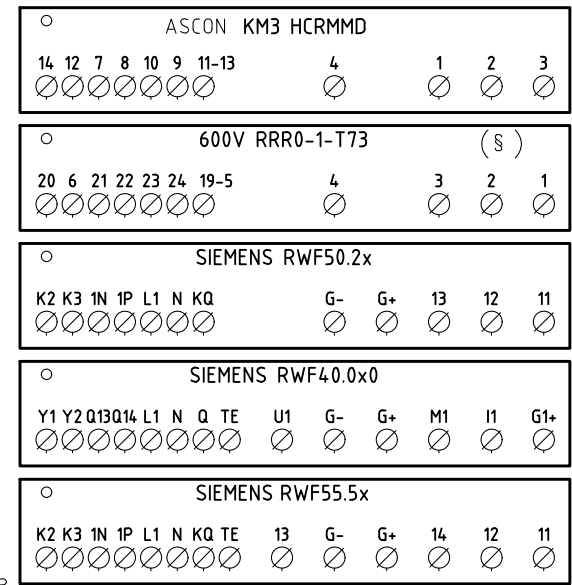 ASCON KM3 HCRMMD
14 12 7 8 10 9 11-13 4 1 2 3
600V RRR0-1-T73 (§)
20 6 21 22 23 24 19-5 4 3 2 1
SIEMENS RWF50.2x
K2 K3 1N 1P L1 N KQ G- G+ 13 12 11
SIEMENS RWF40.0x0
Y1 Y2 Q13 Q14 L1 N Q TE U1 G- G+ M1 I1 G1+
SIEMENS RWF55.5x
K2 K3 1N 1P L1 N KQ TE 13 G- G+ 14 12 11